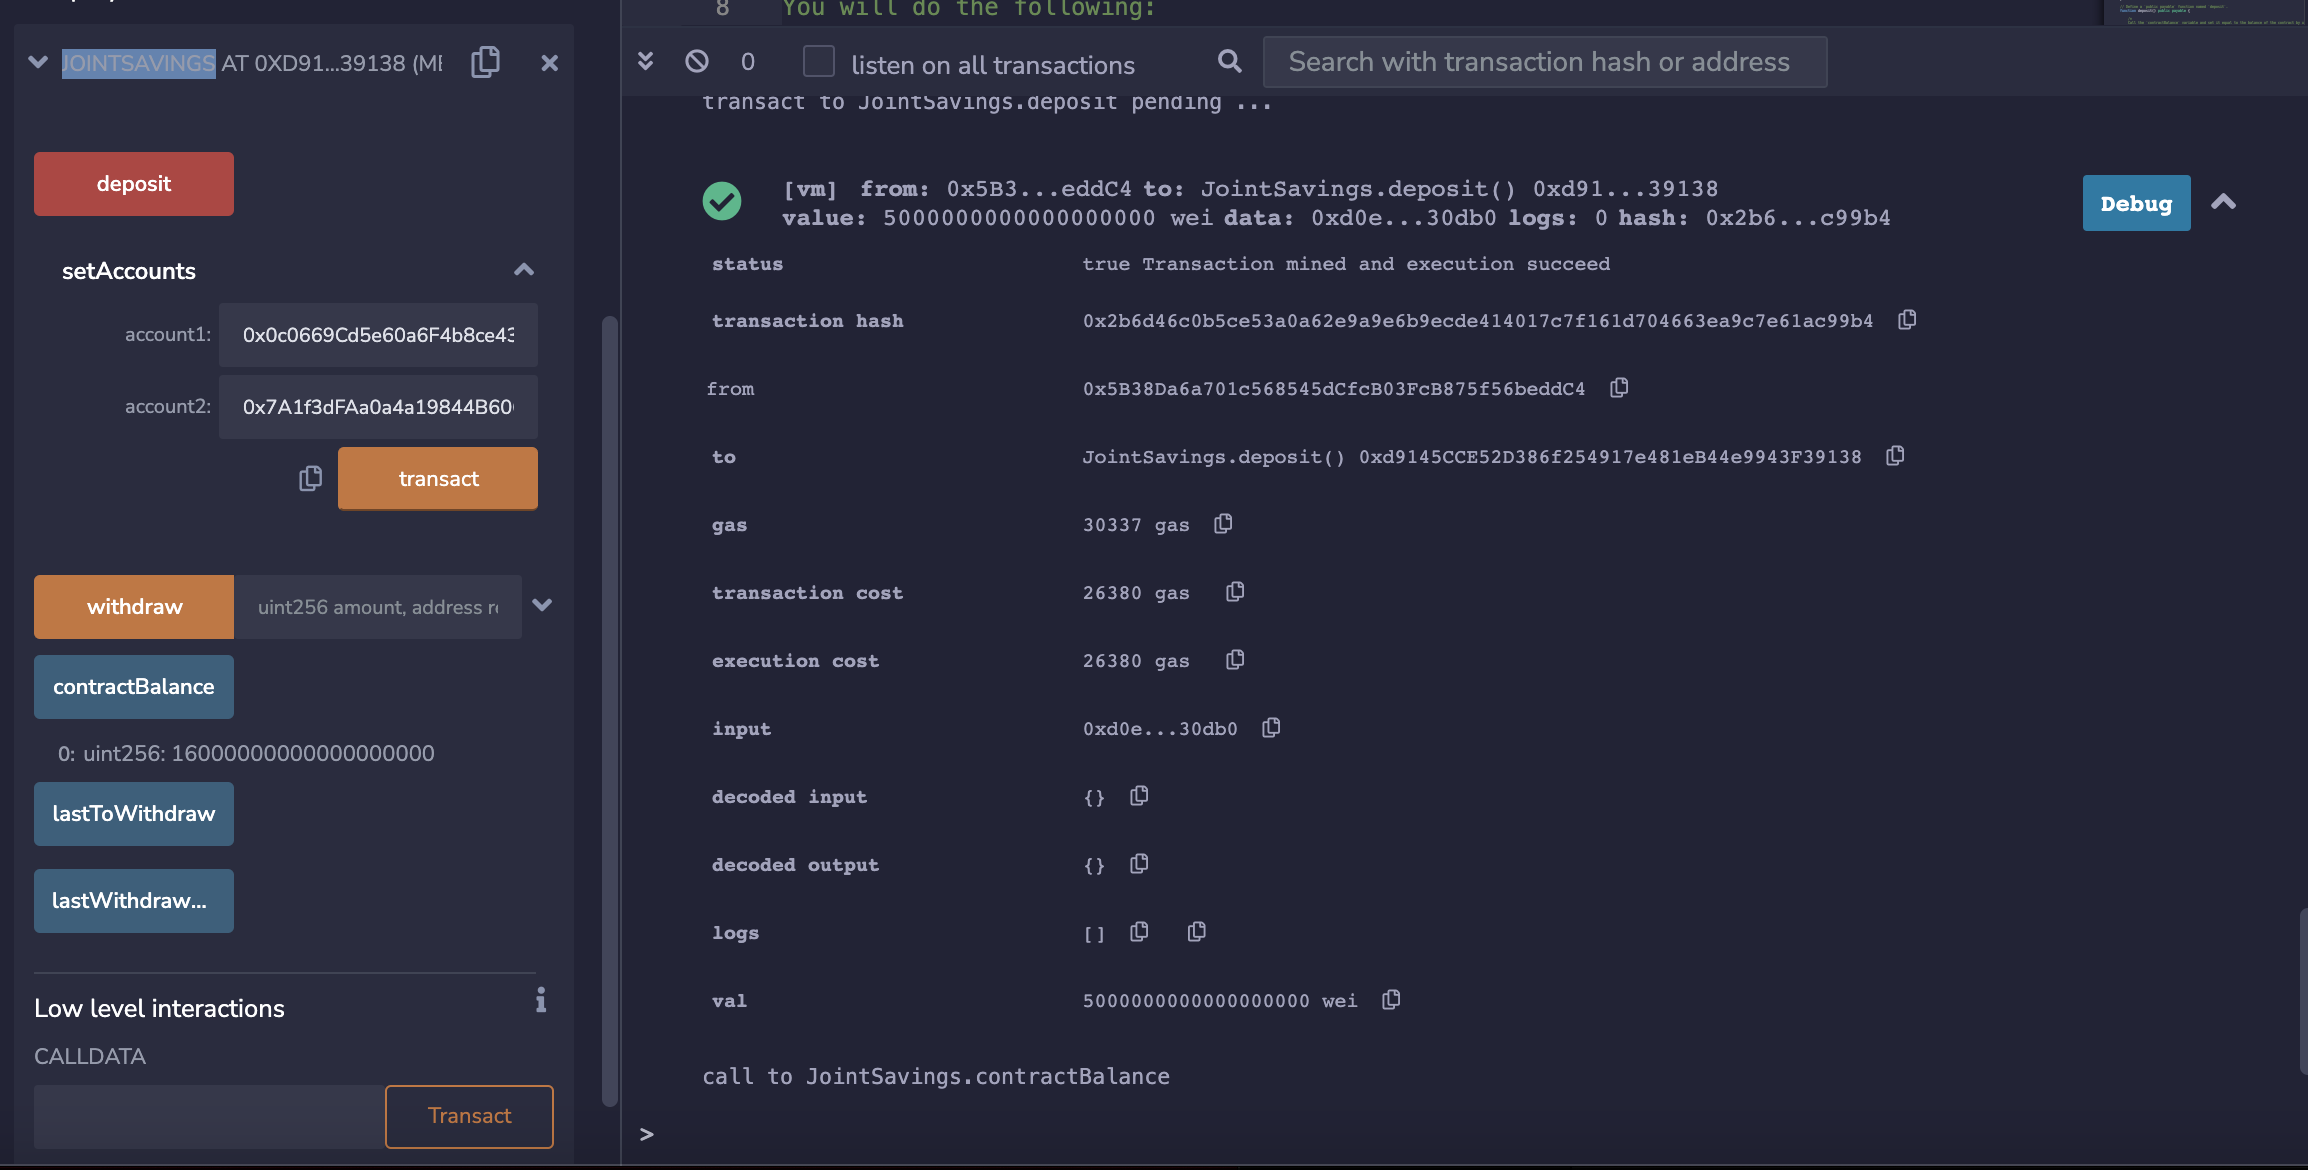 JOINTSAVINGS AT 0XD91...39138 (ME
deposit
setAccounts
account1: 0x0c0669Cd5e60a6F4b8ce43
account2: 0x7A1f3dFAa0a4a19844B60
transact
withdraw uint256 amount, address re
contractBalance
0: uint256: 16000000000000000000
lastToWithdraw
lastWithdraw...
Low level interactions
CALLDATA
Transact
8 You will do the following:
0 listen on all transactions Search with transaction hash or address
transact to JointSavings.deposit pending ...
[vm] from: 0x5B3...eddC4 to: JointSavings.deposit() 0xd91...39138
value: 5000000000000000000 wei data: 0xd0e...30db0 logs: 0 hash: 0x2b6...c99b4
Debug
status true Transaction mined and execution succeed
transaction hash 0x2b6d46c0b5ce53a0a62e9a9e6b9ecde414017c7f161d704663ea9c7e61ac99b4
from 0x5B38Da6a701c568545dCfcB03FcB875f56beddC4
to JointSavings.deposit() 0xd9145CCE52D386f254917e481eB44e9943F39138
gas 30337 gas
transaction cost 26380 gas
execution cost 26380 gas
input 0xd0e...30db0
decoded input {}
decoded output {}
logs []
val 5000000000000000000 wei
call to JointSavings.contractBalance
>